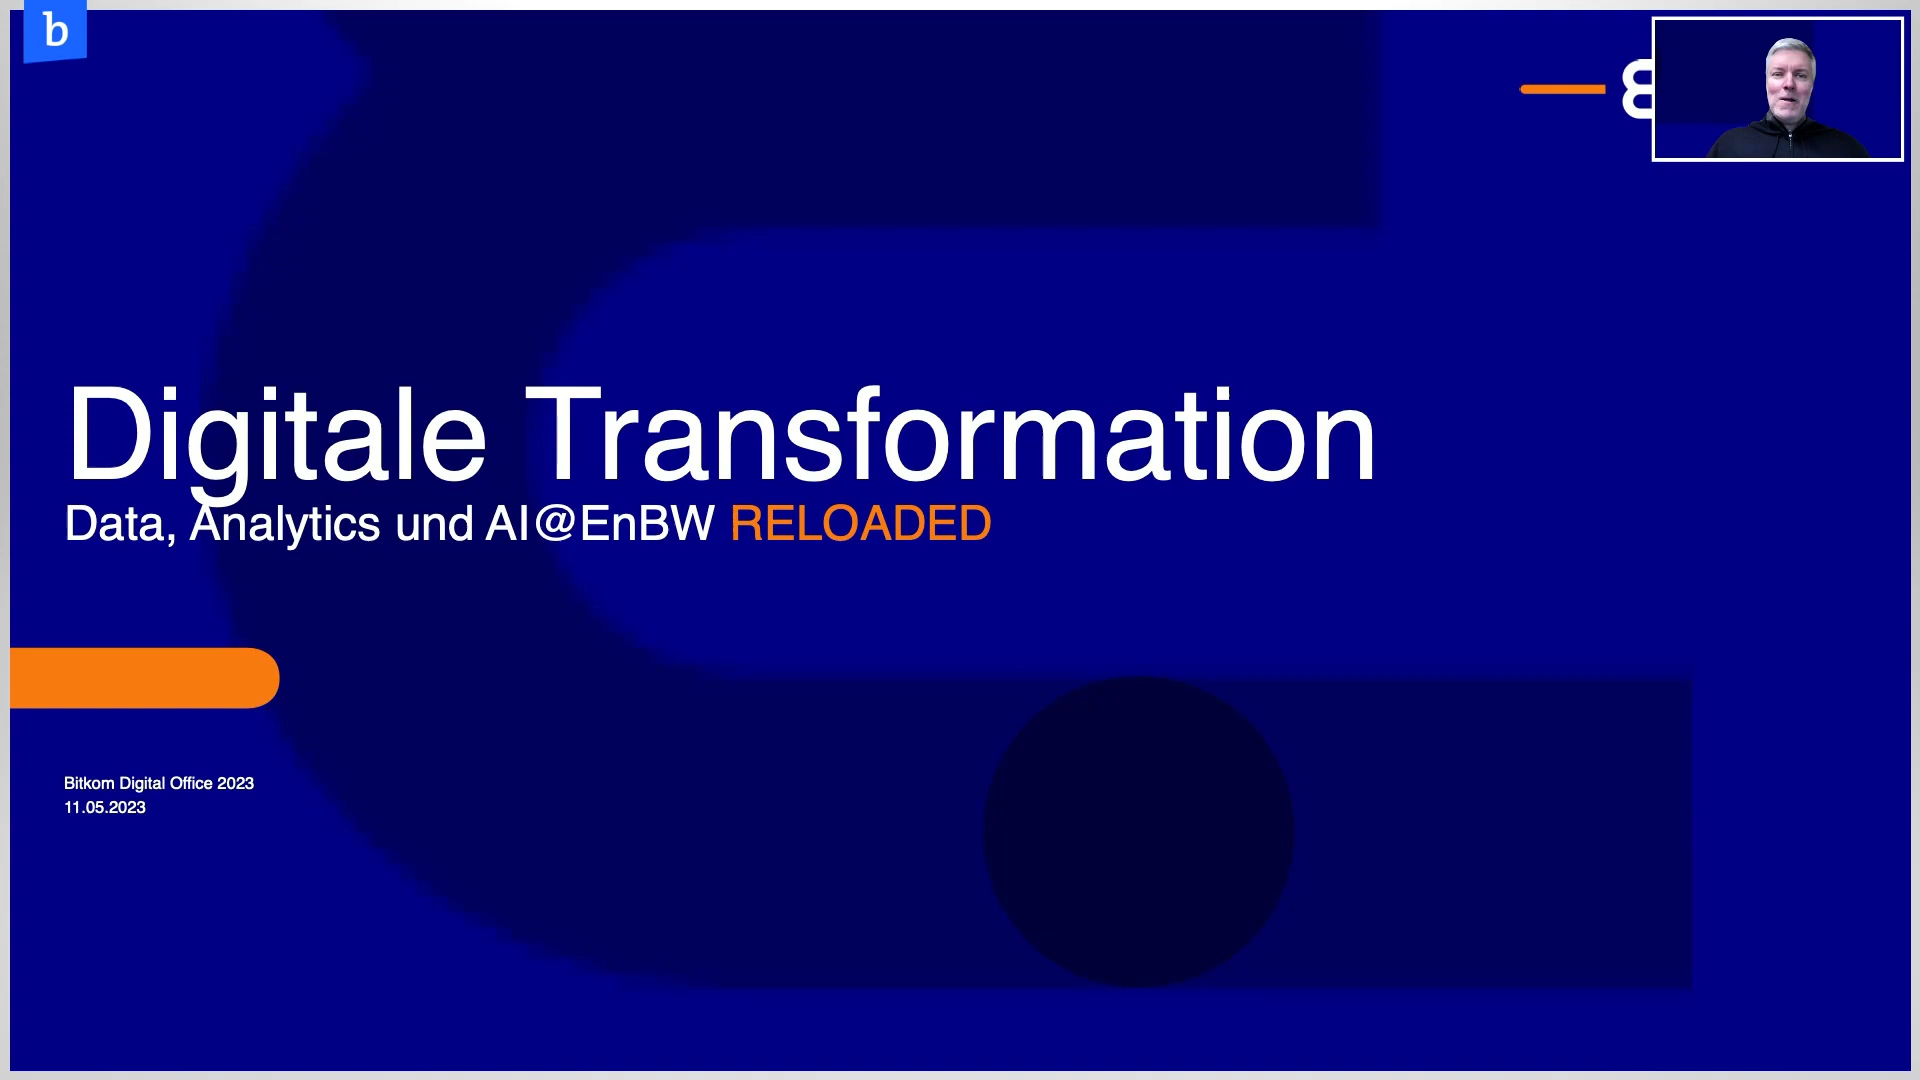 b
Digitale Transformation
Data, Analytics und AI@EnBW RELOADED
Bitkom Digital Office 2023
11.05.2023